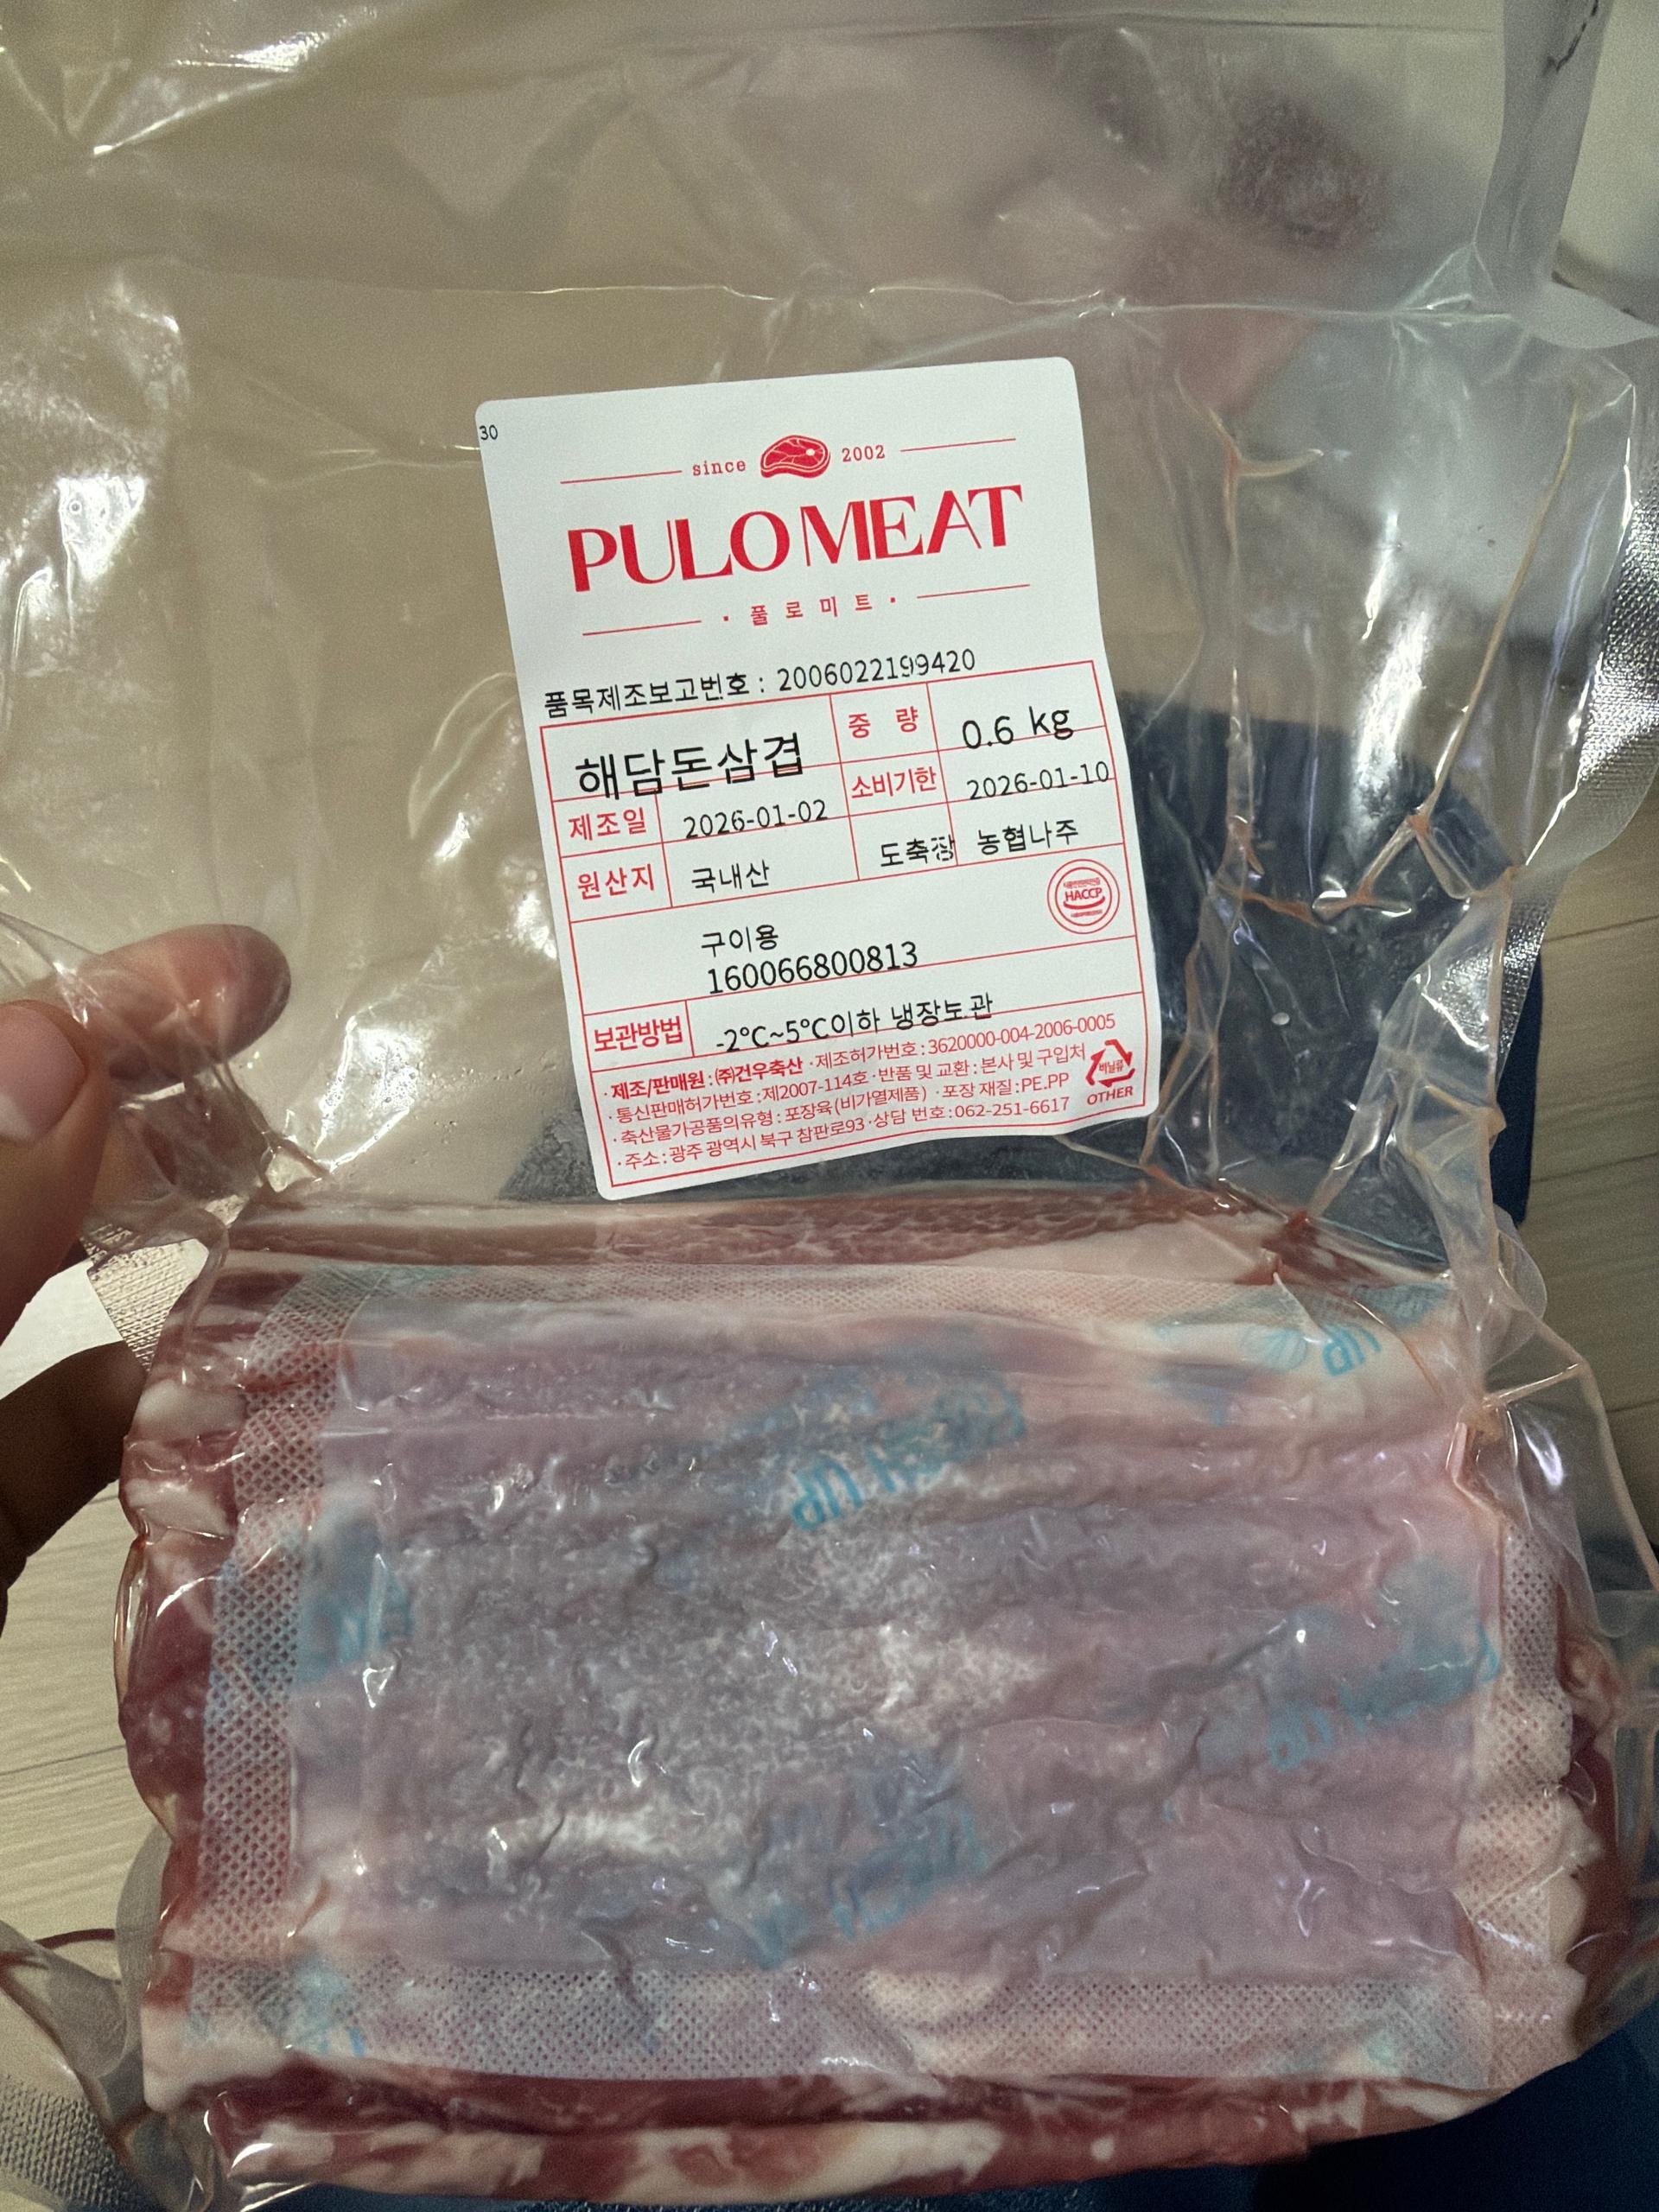 30
since 2002
PULO MEAT
· 풀로미트 ·
품목제조보고번호 : 2006022199420
해담돈삼겹
중 량 0.6 kg
제조일 2026-01-02
소비기한 2026-01-10
원산지 국내산
도축장 농협나주
HACCP
구이용
160066800813
보관방법 -2℃~5℃이하 냉장보관
· 제조/판매원 : ㈜건우축산 · 제조허가번호 : 3620000-004-2006-0005
· 통신판매허가번호 : 제2007-114호 · 반품 및 교환 : 본사 및 구입처
· 축산물가공품의유형 : 포장육 (비가열제품) · 포장 재질 : PE.PP
· 주소 : 광주 광역시 북구 참판로93 · 상담 번호 : 062-251-6617
비닐류
OTHER
UP
UP
UP